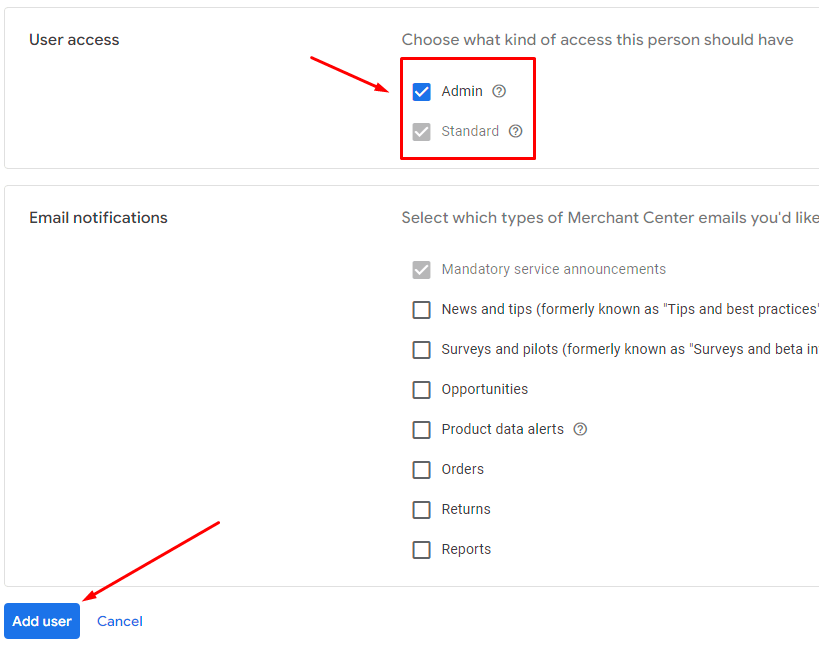 User access
Choose what kind of access this person should have
Admin
Standard
Email notifications
Select which types of Merchant Center emails you'd like
Mandatory service announcements
News and tips (formerly known as "Tips and best practices"
Surveys and pilots (formerly known as "Surveys and beta in
Opportunities
Product data alerts
Orders
Returns
Reports
Add user
Cancel